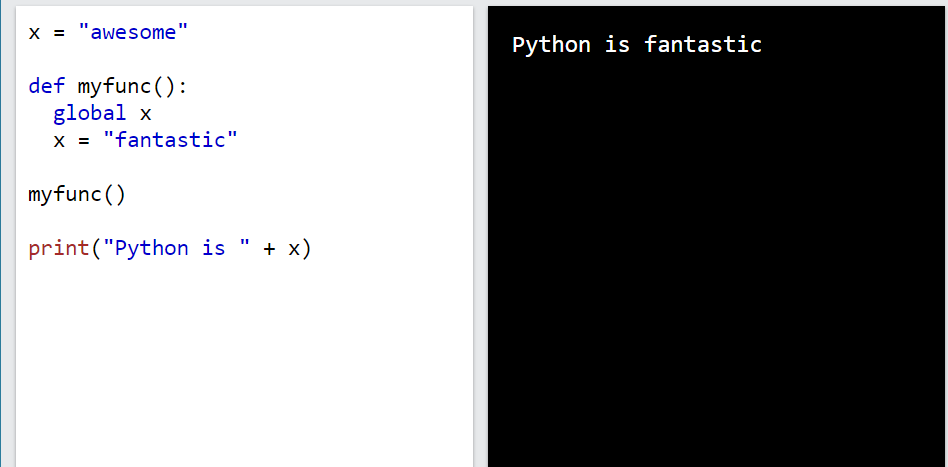 x = "awesome"
def myfunc():
  global x
  x = "fantastic"
myfunc()
print("Python is " + x)
Python is fantastic